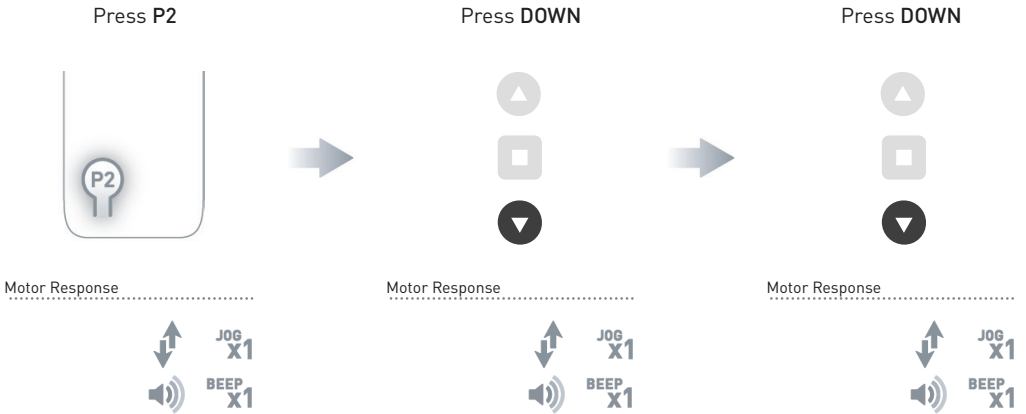 Press P2
Press DOWN
Press DOWN
P2
Motor Response
Motor Response
Motor Response
JOG
X1
JOG
X1
JOG
X1
BEEP
X1
BEEP
X1
BEEP
X1